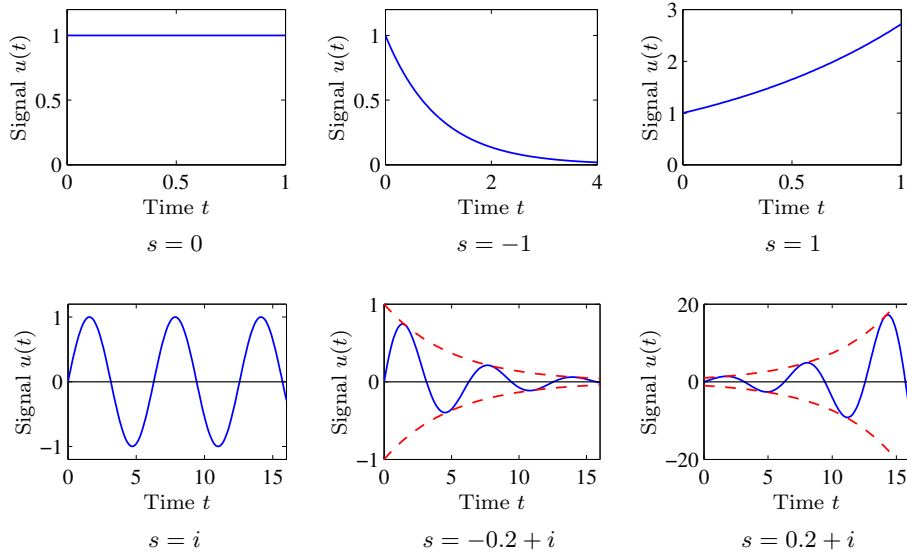 Signal u(t)
1
0.5
0
0
0.5
1
Time t
s = 0
Signal u(t)
1
0.5
0
0
2
4
Time t
s = −1
Signal u(t)
3
2
1
0
0
0.5
1
Time t
s = 1
Signal u(t)
1
0
−1
0
5
10
15
Time t
s = i
Signal u(t)
1
0
−1
0
5
10
15
Time t
s = −0.2 + i
Signal u(t)
20
0
−20
0
5
10
15
Time t
s = 0.2 + i